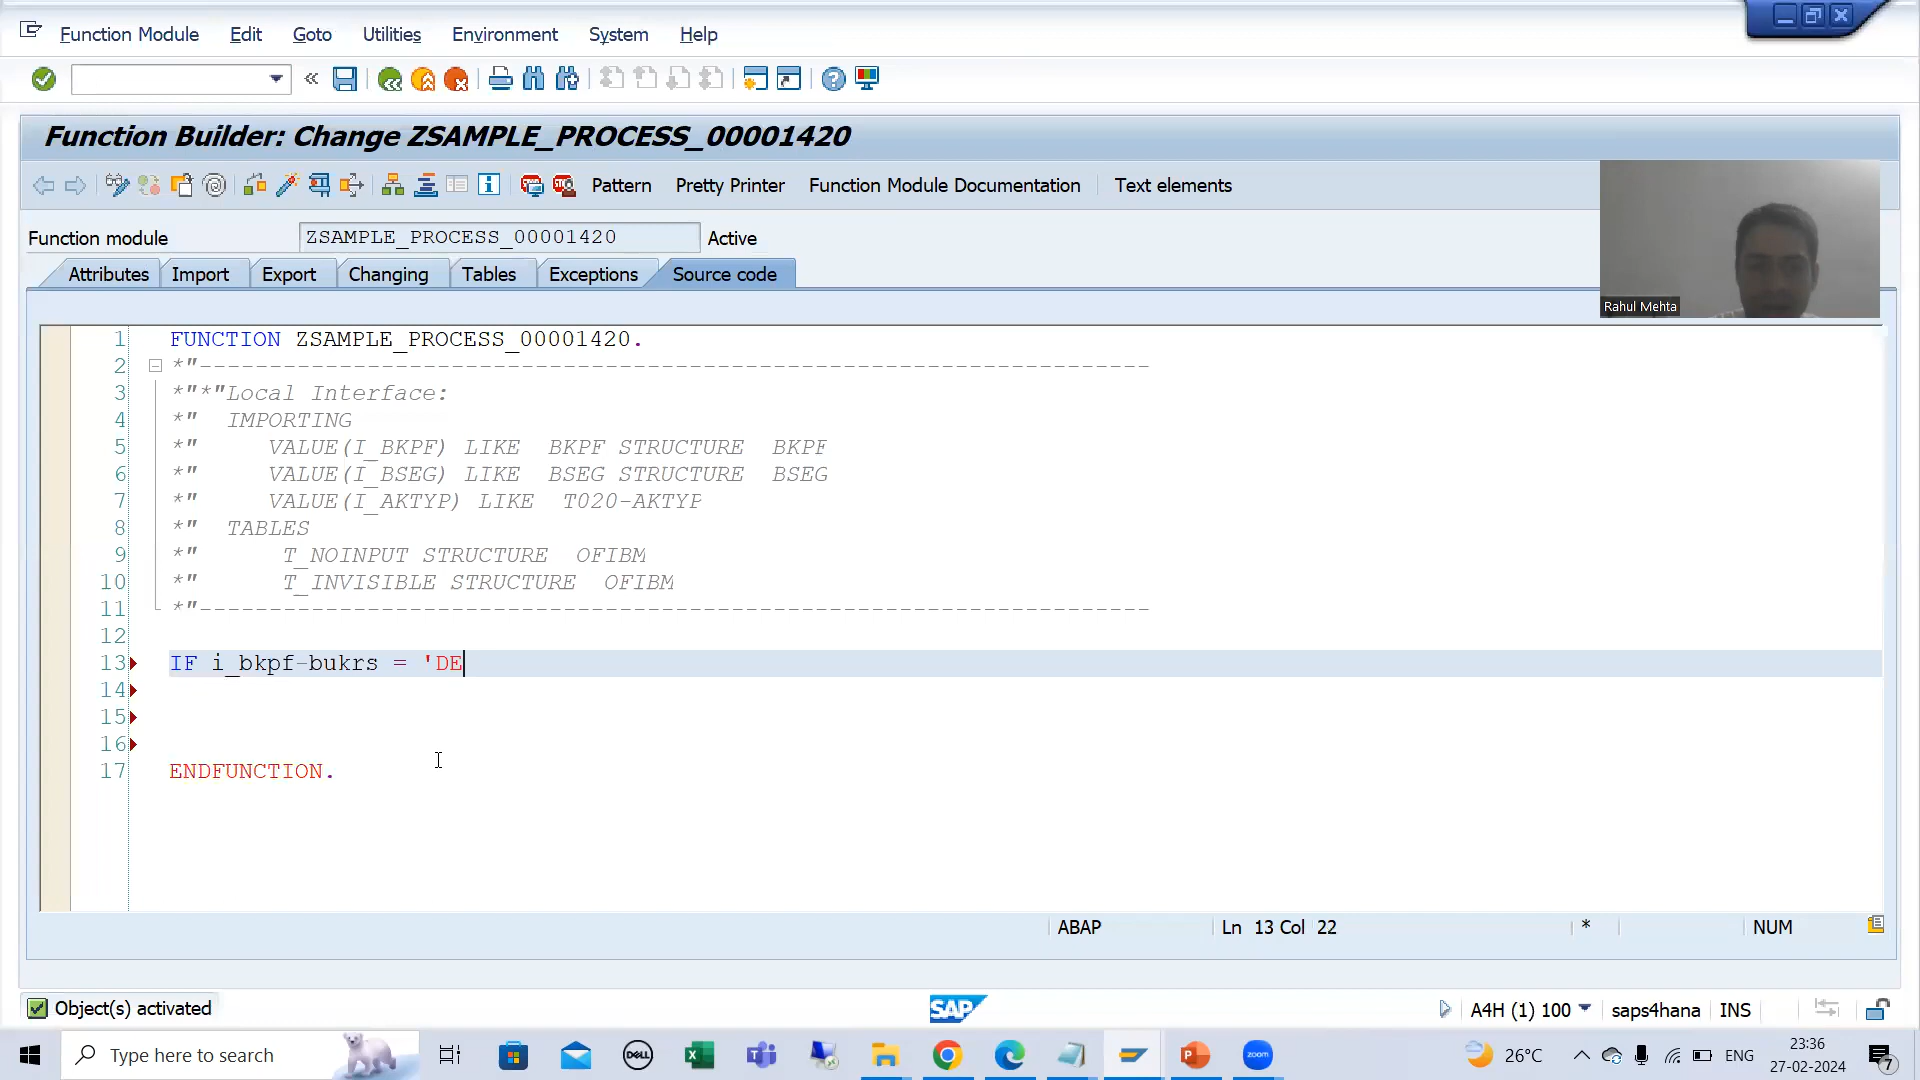 Function Module Edit Goto Utilities Environment System Help
Function Builder: Change ZSAMPLE_PROCESS_00001420
Pattern Pretty Printer Function Module Documentation Text elements
Function module ZSAMPLE_PROCESS_00001420 Active
Attributes Import Export Changing Tables Exceptions Source code
Rahul Mehta
1 FUNCTION ZSAMPLE_PROCESS_00001420.
2 *"----------------------------------------------------------------------
3 *"*"Local Interface:
4 *" IMPORTING
5 *" VALUE(I_BKPF) LIKE BKPF STRUCTURE BKPF
6 *" VALUE(I_BSEG) LIKE BSEG STRUCTURE BSEG
7 *" VALUE(I_AKTYP) LIKE T020-AKTYP
8 *" TABLES
9 *" T_NOINPUT STRUCTURE OFIBM
10 *" T_INVISIBLE STRUCTURE OFIBM
11 *"----------------------------------------------------------------------
12
13 IF i_bkpf-bukrs = 'DE
14
15
16
17 ENDFUNCTION.
ABAP Ln 13 Col 22 * NUM
Object(s) activated SAP A4H (1) 100 saps4hana INS
Type here to search DELL zoom 26°C ENG 23:36
27-02-2024 7